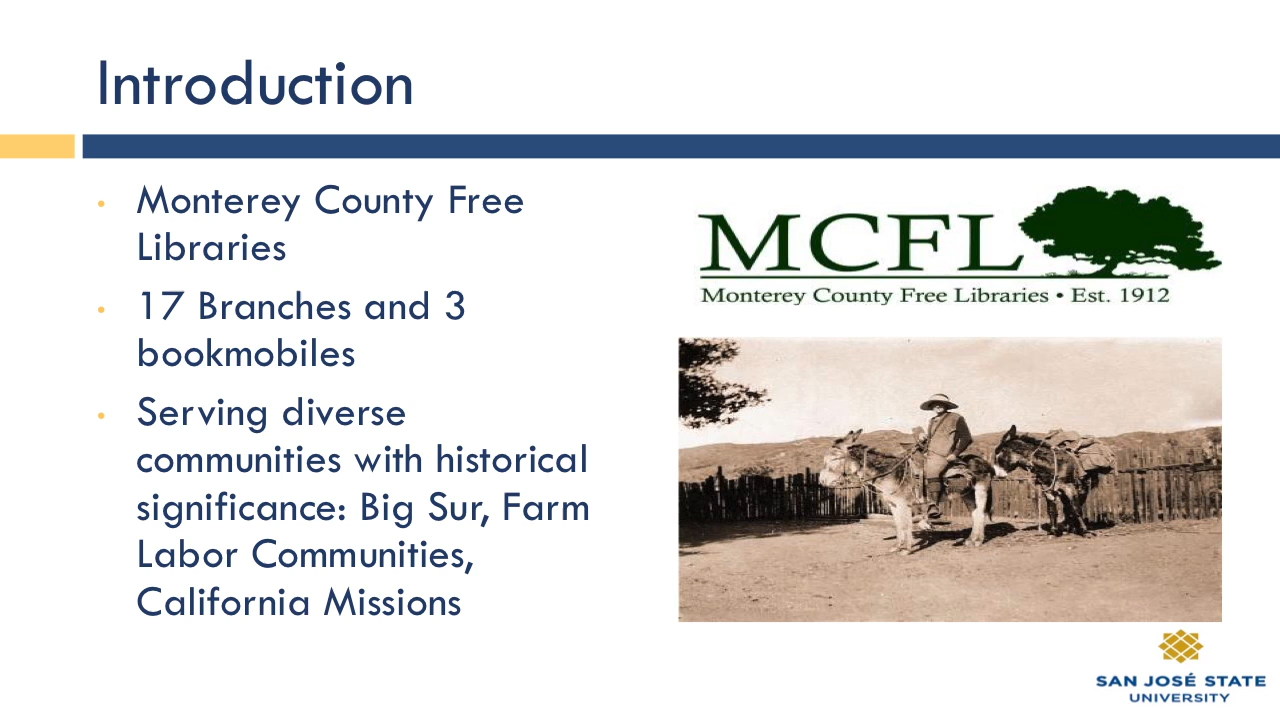 Introduction
• Monterey County Free
Libraries
• 17 Branches and 3
bookmobiles
• Serving diverse
communities with historical
significance: Big Sur, Farm
Labor Communities,
California Missions
MCFL
Monterey County Free Libraries • Est. 1912
SAN JOSÉ STATE
UNIVERSITY